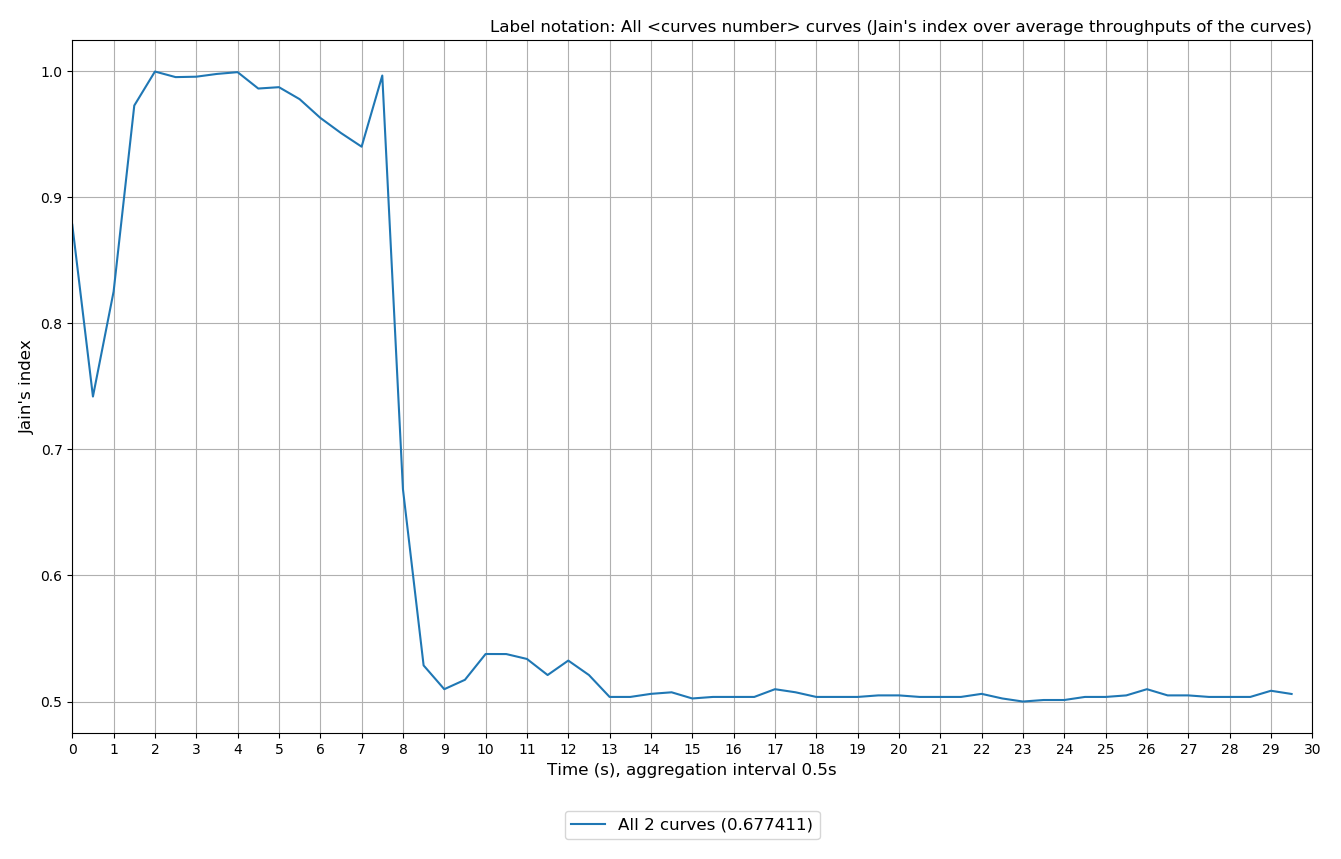 Label notation: All <curves number> curves (Jain's index over average throughputs of the curves)
1.0
0.9
0.8
0.7
0.6
0.5
Jain's index
0 1 2 3 4 5 6 7 8 9 10 11 12 13 14 15 16 17 18 19 20 21 22 23 24 25 26 27 28 29 30
Time (s), aggregation interval 0.5s
All 2 curves (0.677411)